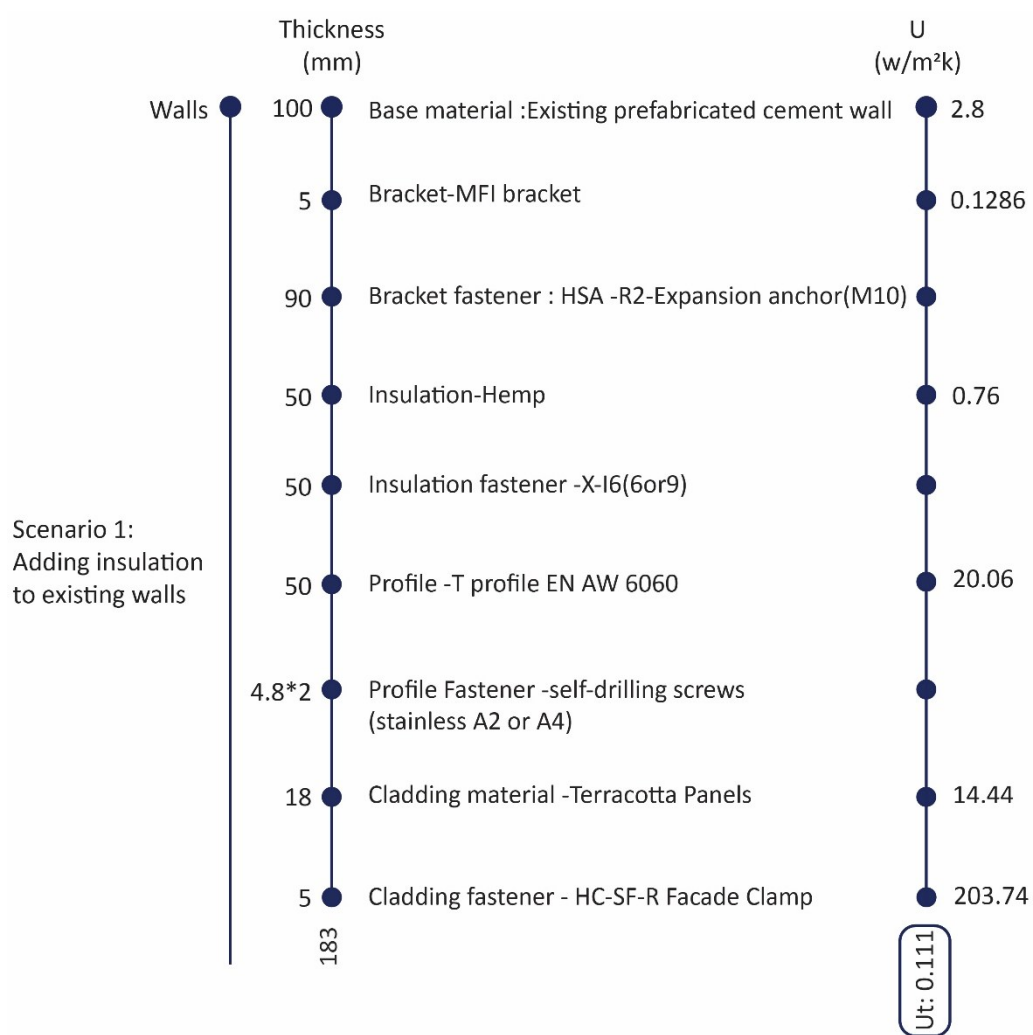 Thickness
(mm)
U
(w/m²k)
Walls
100
Base material :Existing prefabricated cement wall
2.8
5
Bracket-MFI bracket
0.1286
90
Bracket fastener : HSA -R2-Expansion anchor(M10)
50
Insulation-Hemp
0.76
50
Insulation fastener -X-I6(6or9)
Scenario 1:
Adding insulation
to existing walls
50
Profile -T profile EN AW 6060
20.06
4.8*2
Profile Fastener -self-drilling screws
(stainless A2 or A4)
18
Cladding material -Terracotta Panels
14.44
5
Cladding fastener - HC-SF-R Facade Clamp
203.74
183
Ut: 0.111